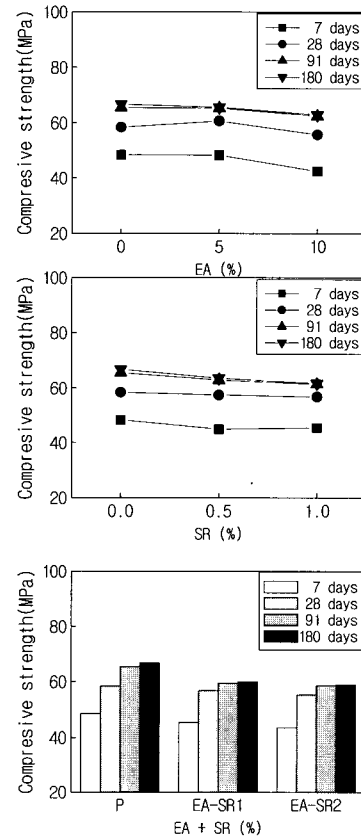 100
80
60
40
20
Compresive strength(MPa)
7 days
28 days
91 days
180 days
0 5 10
EA (%)
100
80
60
40
20
Compresive strength(MPa)
7 days
28 days
91 days
180 days
0.0 0.5 1.0
SR (%)
100
80
60
40
20
Compresive strength(MPa)
7 days
28 days
91 days
180 days
P EA-SR1 EA-SR2
EA + SR (%)